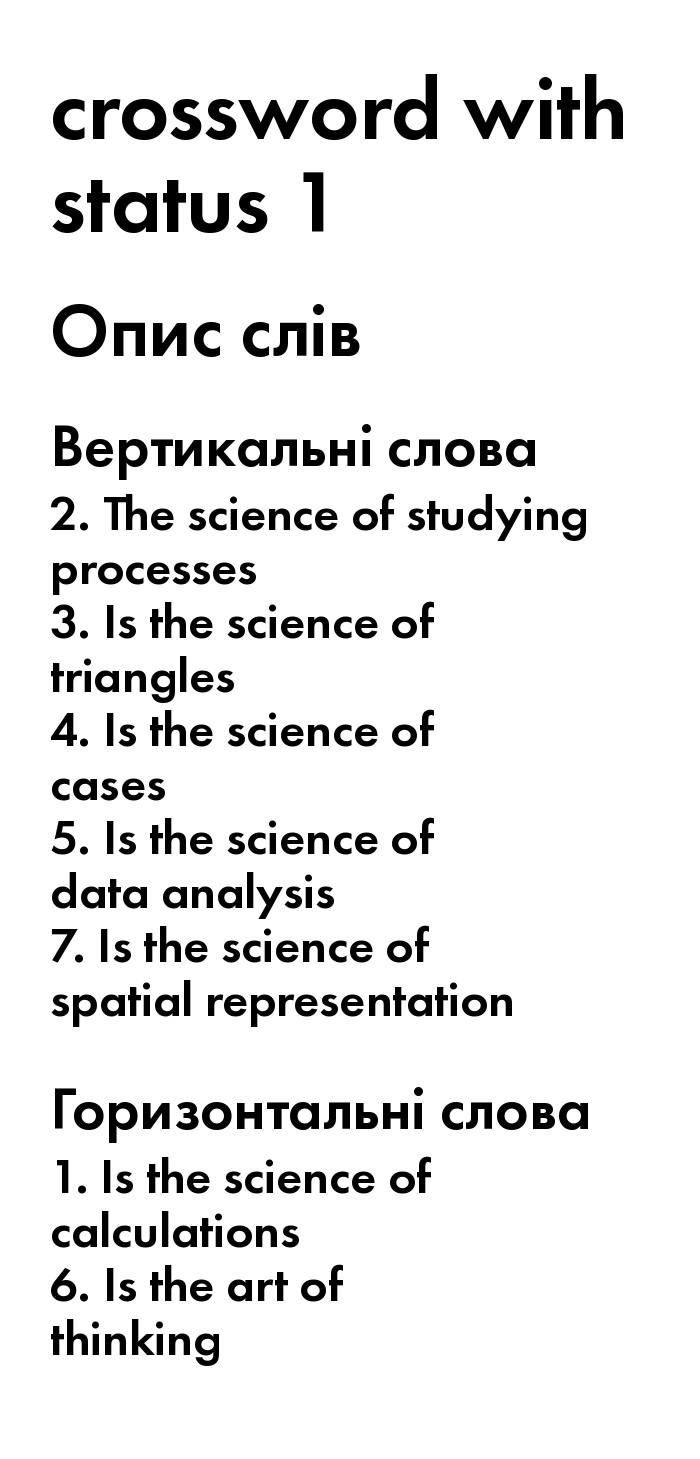 crossword with
status 1
Опис слів
Вертикальні слова
2. The science of studying
processes
3. Is the science of
triangles
4. Is the science of
cases
5. Is the science of
data analysis
7. Is the science of
spatial representation
Горизонтальні слова
1. Is the science of
calculations
6. Is the art of
thinking